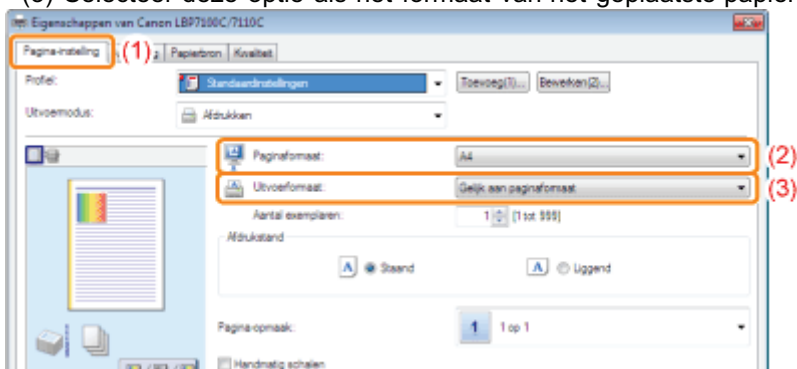 (3) Selecteer deze optie als het formaat van het geplaatste papier
Eigenschappen van Canon LBP7100C/7110C
Pagina-instelling (1) Papierbron Kwaliteit
Profiel: Standaardinstellingen Toevoeg(1)... Bewerken(2)...
Uitvoermodus: Afdrukken
Paginaformaat: A4 (2)
Uitvoerformaat: Gelijk aan paginaformaat (3)
Aantal exemplaren: 1 [1 tot 999]
Afdrukstand
A Staand A Liggend
Pagina-opmaak: 1 1 op 1
Handmatig schalen